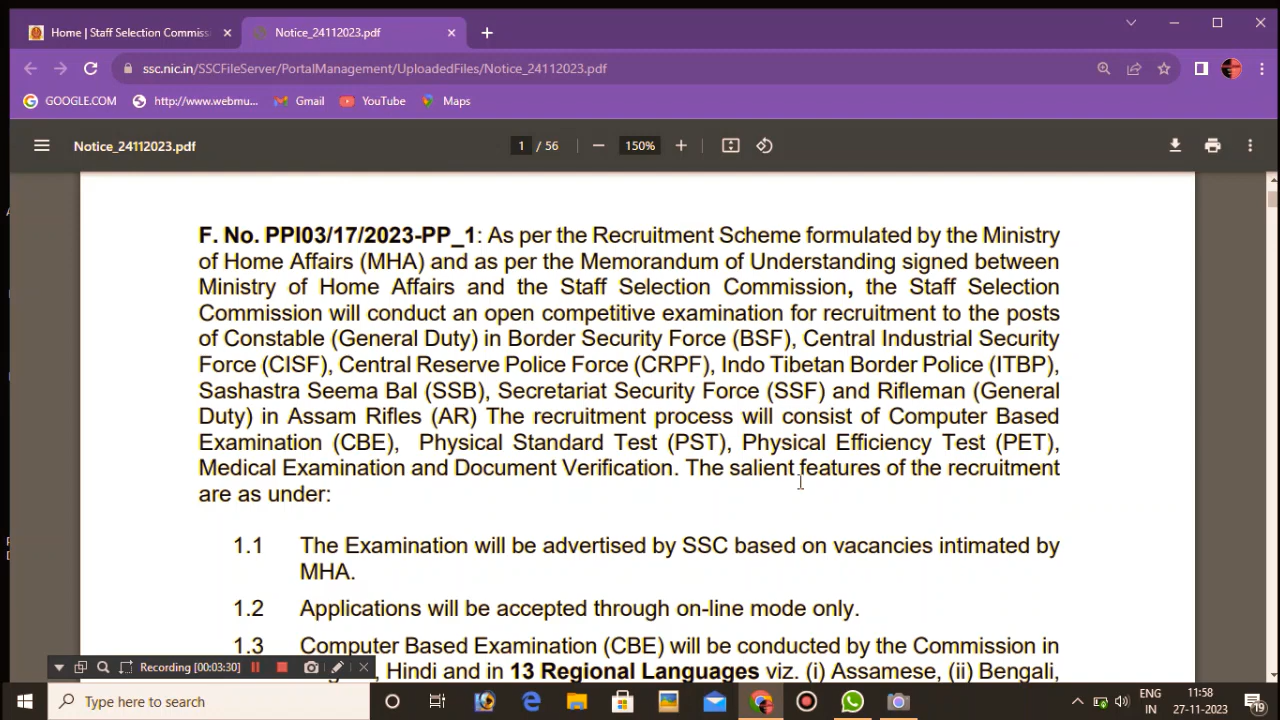 Home | Staff Selection Commiss
Notice_24112023.pdf
ssc.nic.in/SSCFileServer/PortalManagement/UploadedFiles/Notice_24112023.pdf
GOOGLE.COM
http://www.webmu...
Gmail
YouTube
Maps
Notice_24112023.pdf
1 / 56
150%
F. No. PPI03/17/2023-PP_1: As per the Recruitment Scheme formulated by the Ministry
of Home Affairs (MHA) and as per the Memorandum of Understanding signed between
Ministry of Home Affairs and the Staff Selection Commission, the Staff Selection
Commission will conduct an open competitive examination for recruitment to the posts
of Constable (General Duty) in Border Security Force (BSF), Central Industrial Security
Force (CISF), Central Reserve Police Force (CRPF), Indo Tibetan Border Police (ITBP),
Sashastra Seema Bal (SSB), Secretariat Security Force (SSF) and Rifleman (General
Duty) in Assam Rifles (AR) The recruitment process will consist of Computer Based
Examination (CBE), Physical Standard Test (PST), Physical Efficiency Test (PET),
Medical Examination and Document Verification. The salient features of the recruitment
are as under:
1.1 The Examination will be advertised by SSC based on vacancies intimated by
MHA.
1.2 Applications will be accepted through on-line mode only.
1.3 Computer Based Examination (CBE) will be conducted by the Commission in
Hindi and in 13 Regional Languages viz. (i) Assamese, (ii) Bengali,
Recording [00:03:30]
Type here to search
ENG
IN
11:58
27-11-2023
19